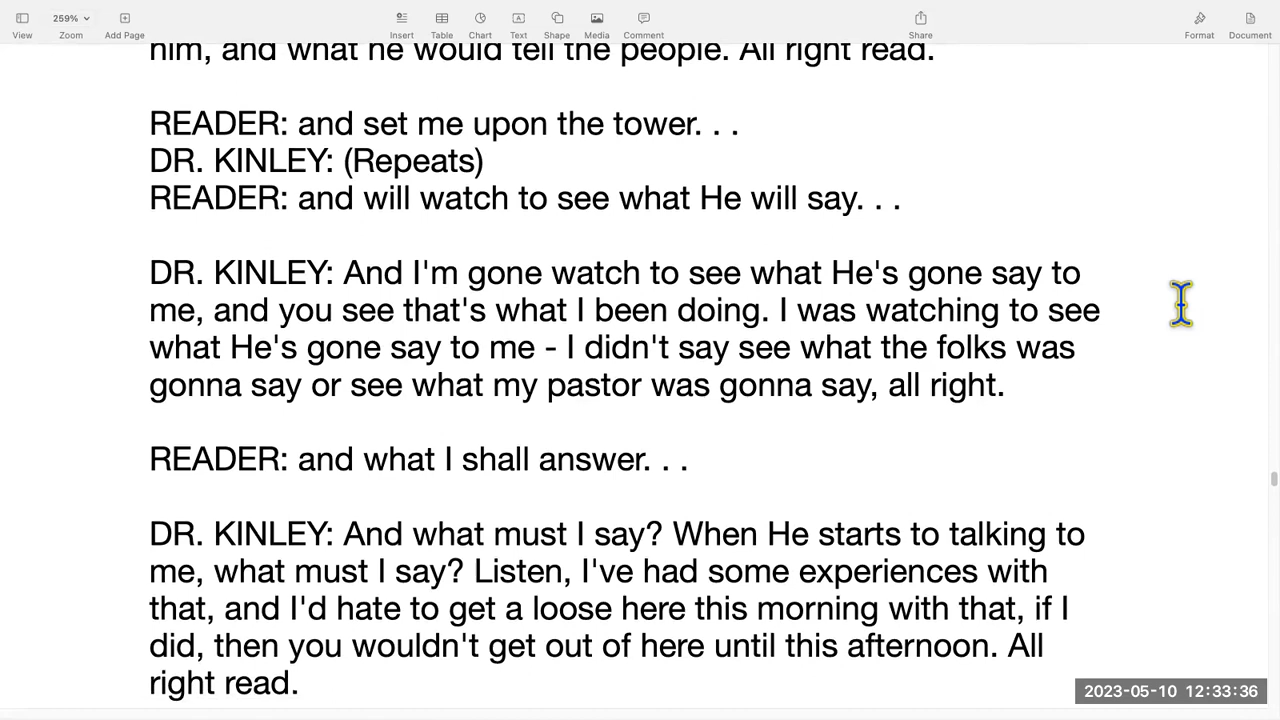 259%
View
Zoom
Add Page
Insert
Table
Chart
Text
Shape
Media
Comment
Share
Format
Document
him, and what he would tell the people. All right read.
READER: and set me upon the tower. . .
DR. KINLEY: (Repeats)
READER: and will watch to see what He will say. . .
DR. KINLEY: And I'm gone watch to see what He's gone say to
me, and you see that's what I been doing. I was watching to see
what He's gone say to me - I didn't say see what the folks was
gonna say or see what my pastor was gonna say, all right.
READER: and what I shall answer. . .
DR. KINLEY: And what must I say? When He starts to talking to
me, what must I say? Listen, I've had some experiences with
that, and I'd hate to get a loose here this morning with that, if I
did, then you wouldn't get out of here until this afternoon. All
right read.
2023-05-10 12:33:36